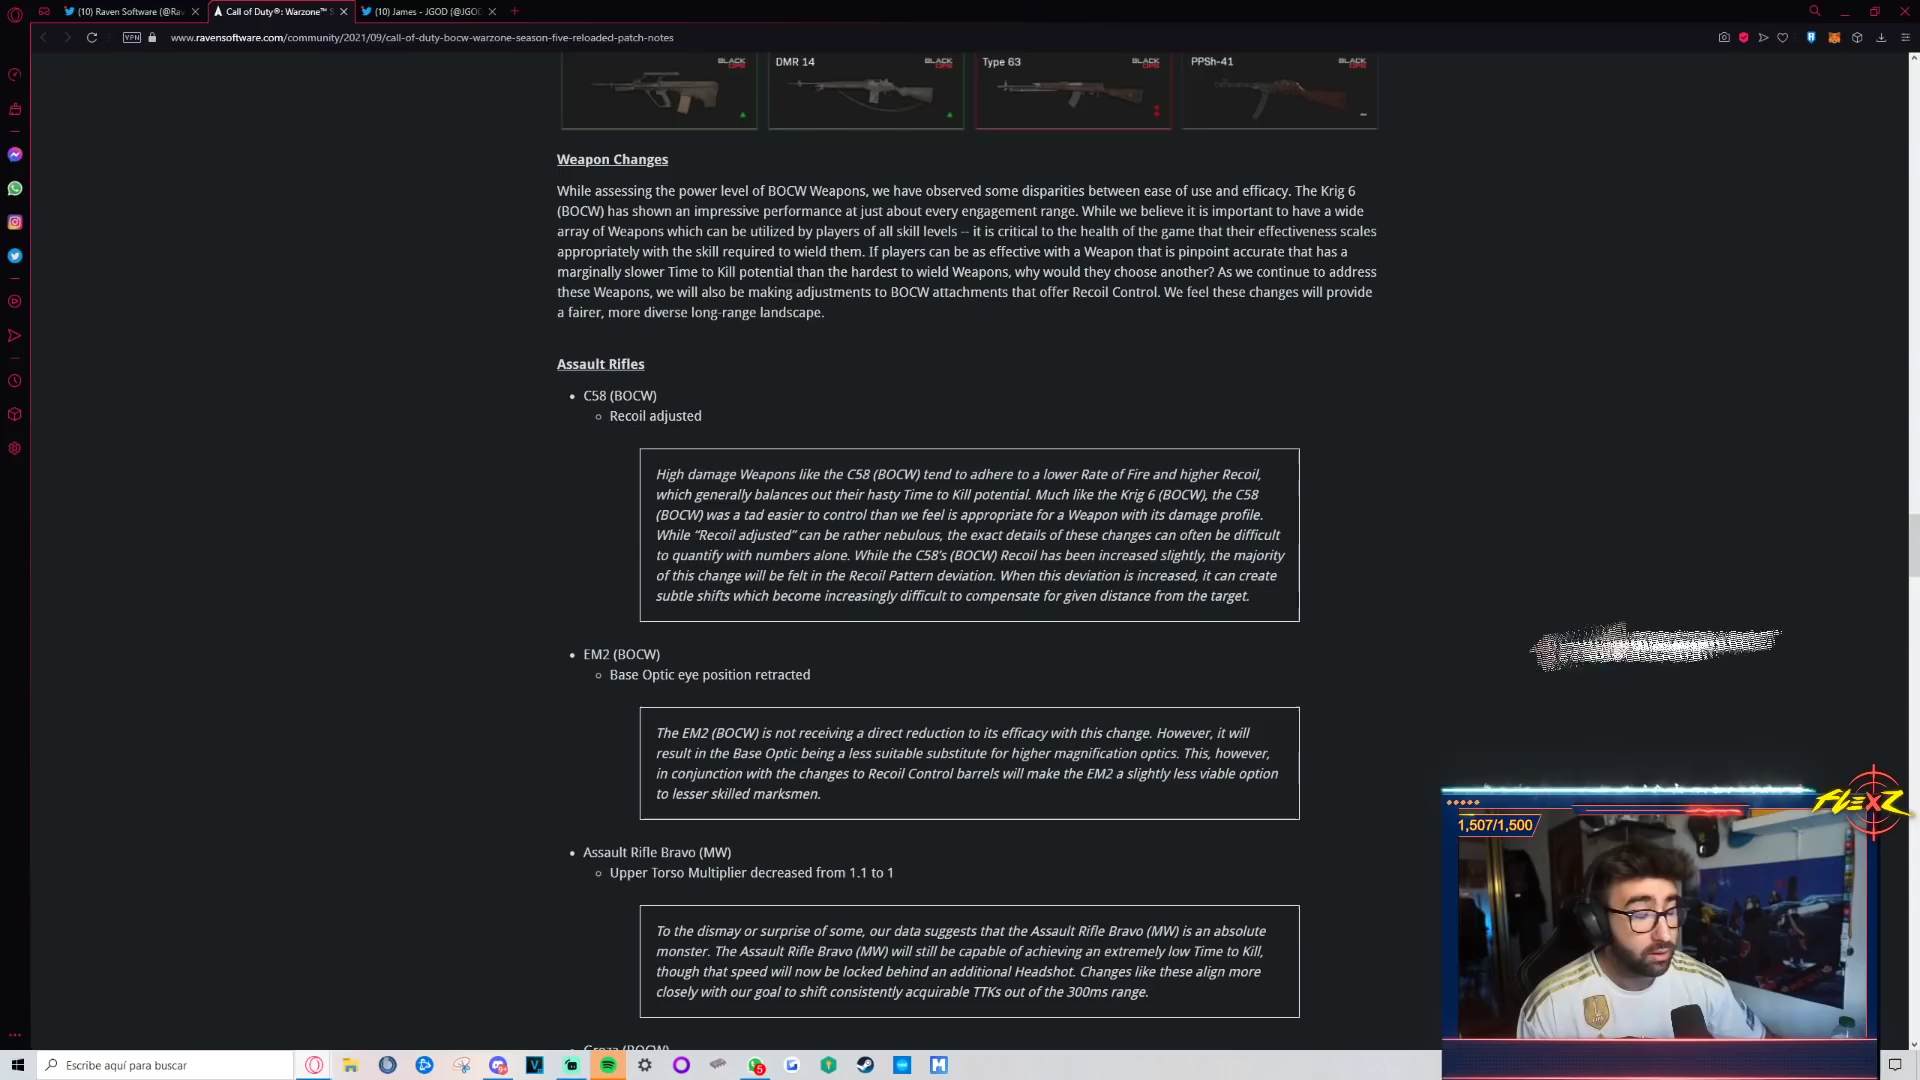 (10) Raven Software (@Rav
Call of Duty®: Warzone™ S
(10) James - JGOD (@JGOD
VPN
www.ravensoftware.com/community/2021/09/call-of-duty-bocw-warzone-season-five-reloaded-patch-notes
BLACK OPS
DMR 14
BLACK OPS
Type 63
BLACK OPS
PPSh-41
BLACK OPS
Weapon Changes
While assessing the power level of BOCW Weapons, we have observed some disparities between ease of use and efficacy. The Krig 6
(BOCW) has shown an impressive performance at just about every engagement range. While we believe it is important to have a wide
array of Weapons which can be utilized by players of all skill levels -- it is critical to the health of the game that their effectiveness scales
appropriately with the skill required to wield them. If players can be as effective with a Weapon that is pinpoint accurate that has a
marginally slower Time to Kill potential than the hardest to wield Weapons, why would they choose another? As we continue to address
these Weapons, we will also be making adjustments to BOCW attachments that offer Recoil Control. We feel these changes will provide
a fairer, more diverse long-range landscape.
Assault Rifles
• C58 (BOCW)
○ Recoil adjusted
High damage Weapons like the C58 (BOCW) tend to adhere to a lower Rate of Fire and higher Recoil,
which generally balances out their hasty Time to Kill potential. Much like the Krig 6 (BOCW), the C58
(BOCW) was a tad easier to control than we feel is appropriate for a Weapon with its damage profile.
While “Recoil adjusted” can be rather nebulous, the exact details of these changes can often be difficult
to quantify with numbers alone. While the C58's (BOCW) Recoil has been increased slightly, the majority
of this change will be felt in the Recoil Pattern deviation. When this deviation is increased, it can create
subtle shifts which become increasingly difficult to compensate for given distance from the target.
• EM2 (BOCW)
○ Base Optic eye position retracted
The EM2 (BOCW) is not receiving a direct reduction to its efficacy with this change. However, it will
result in the Base Optic being a less suitable substitute for higher magnification optics. This, however,
in conjunction with the changes to Recoil Control barrels will make the EM2 a slightly less viable option
to lesser skilled marksmen.
• Assault Rifle Bravo (MW)
○ Upper Torso Multiplier decreased from 1.1 to 1
To the dismay or surprise of some, our data suggests that the Assault Rifle Bravo (MW) is an absolute
monster. The Assault Rifle Bravo (MW) will still be capable of achieving an extremely low Time to Kill,
though that speed will now be locked behind an additional Headshot. Changes like these align more
closely with our goal to shift consistently acquirable TTKs out of the 300ms range.
• Groza (BOCW)
FLEXZ
1,507/1,500
Escribe aquí para buscar